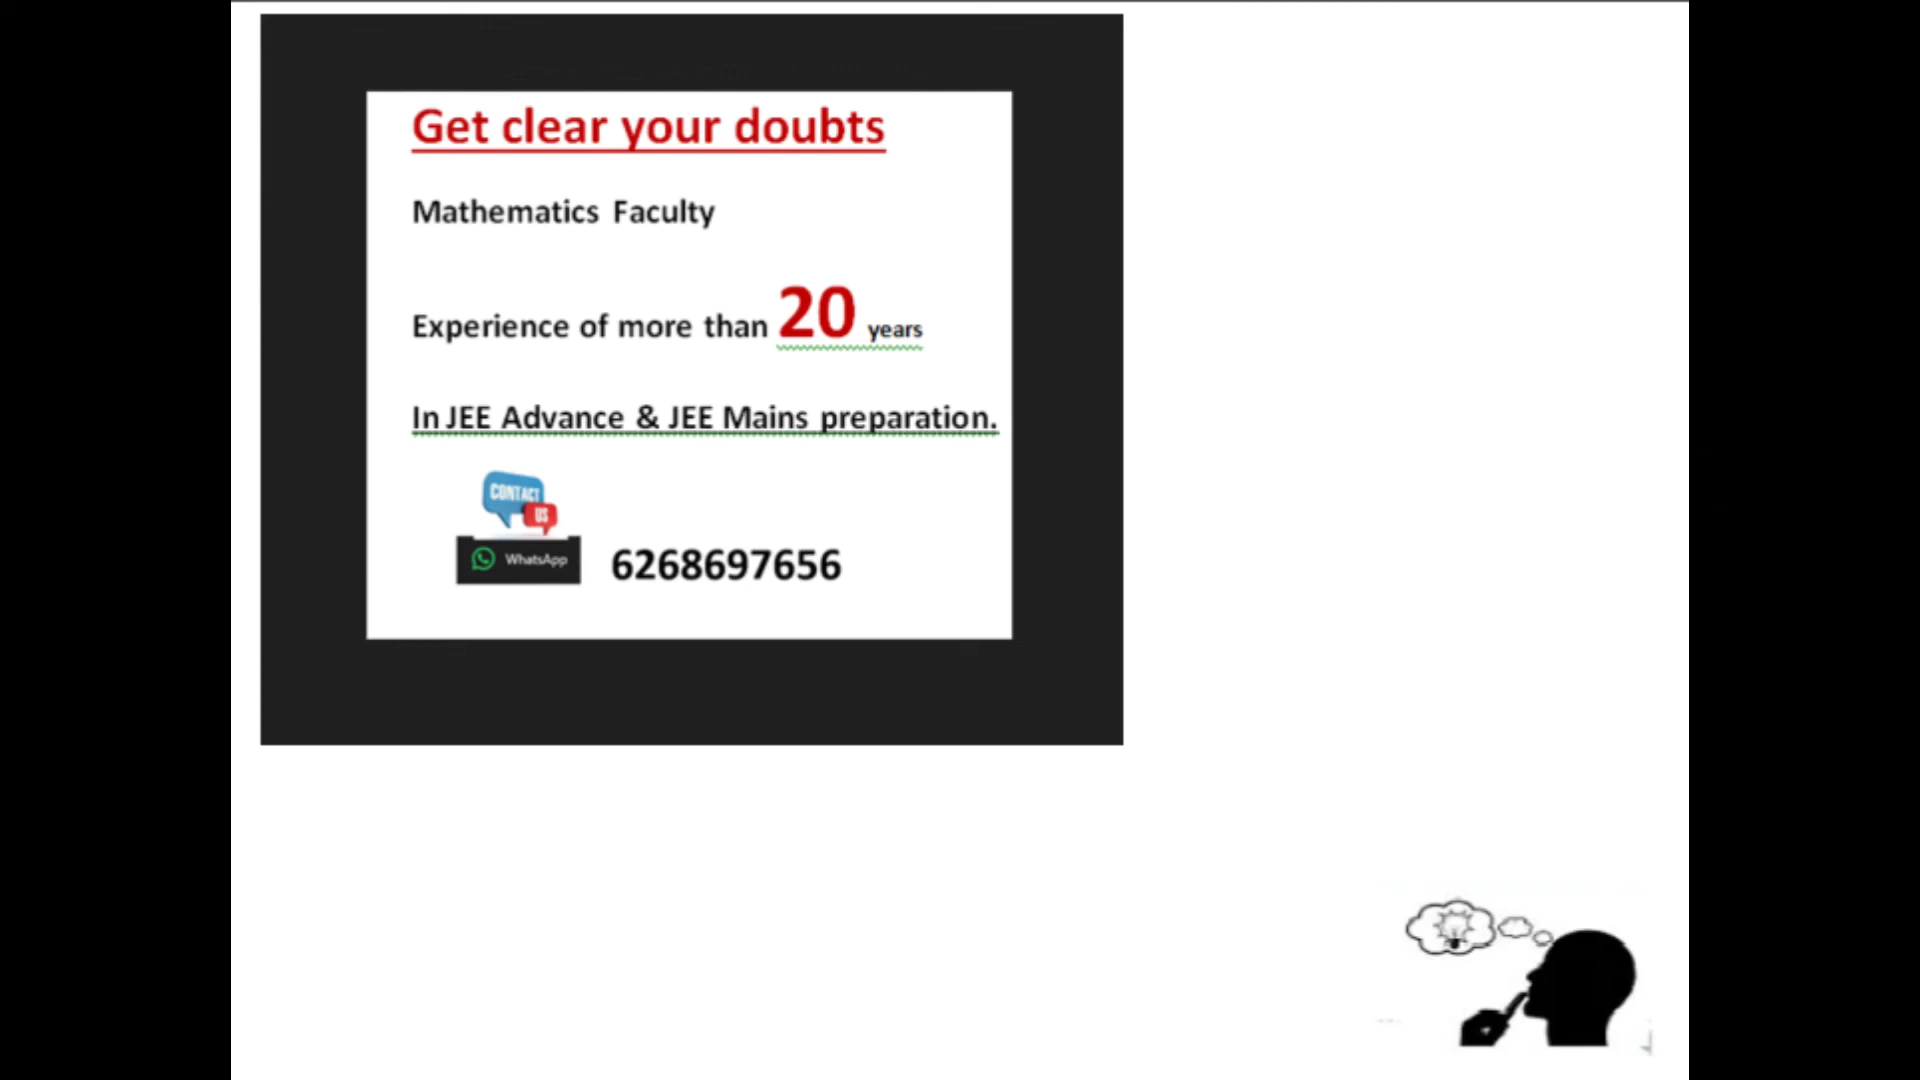 Get clear your doubts
Mathematics Faculty
Experience of more than 20 years
In JEE Advance & JEE Mains preparation.
CONTACT
US
WhatsApp
6268697656